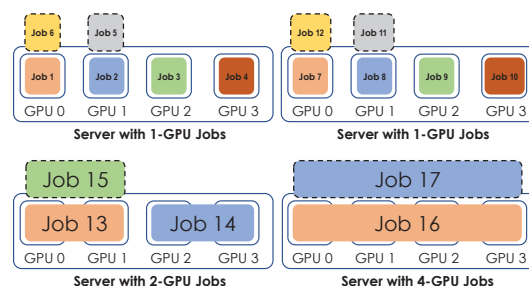 Job 6 Job 5
Job 1 Job 2 Job 3 Job 4
GPU 0 GPU 1 GPU 2 GPU 3
Server with 1-GPU Jobs
Job 12 Job 11
Job 7 Job 8 Job 9 Job 10
GPU 0 GPU 1 GPU 2 GPU 3
Server with 1-GPU Jobs
Job 15
Job 13 Job 14
GPU 0 GPU 1 GPU 2 GPU 3
Server with 2-GPU Jobs
Job 17
Job 16
GPU 0 GPU 1 GPU 2 GPU 3
Server with 4-GPU Jobs